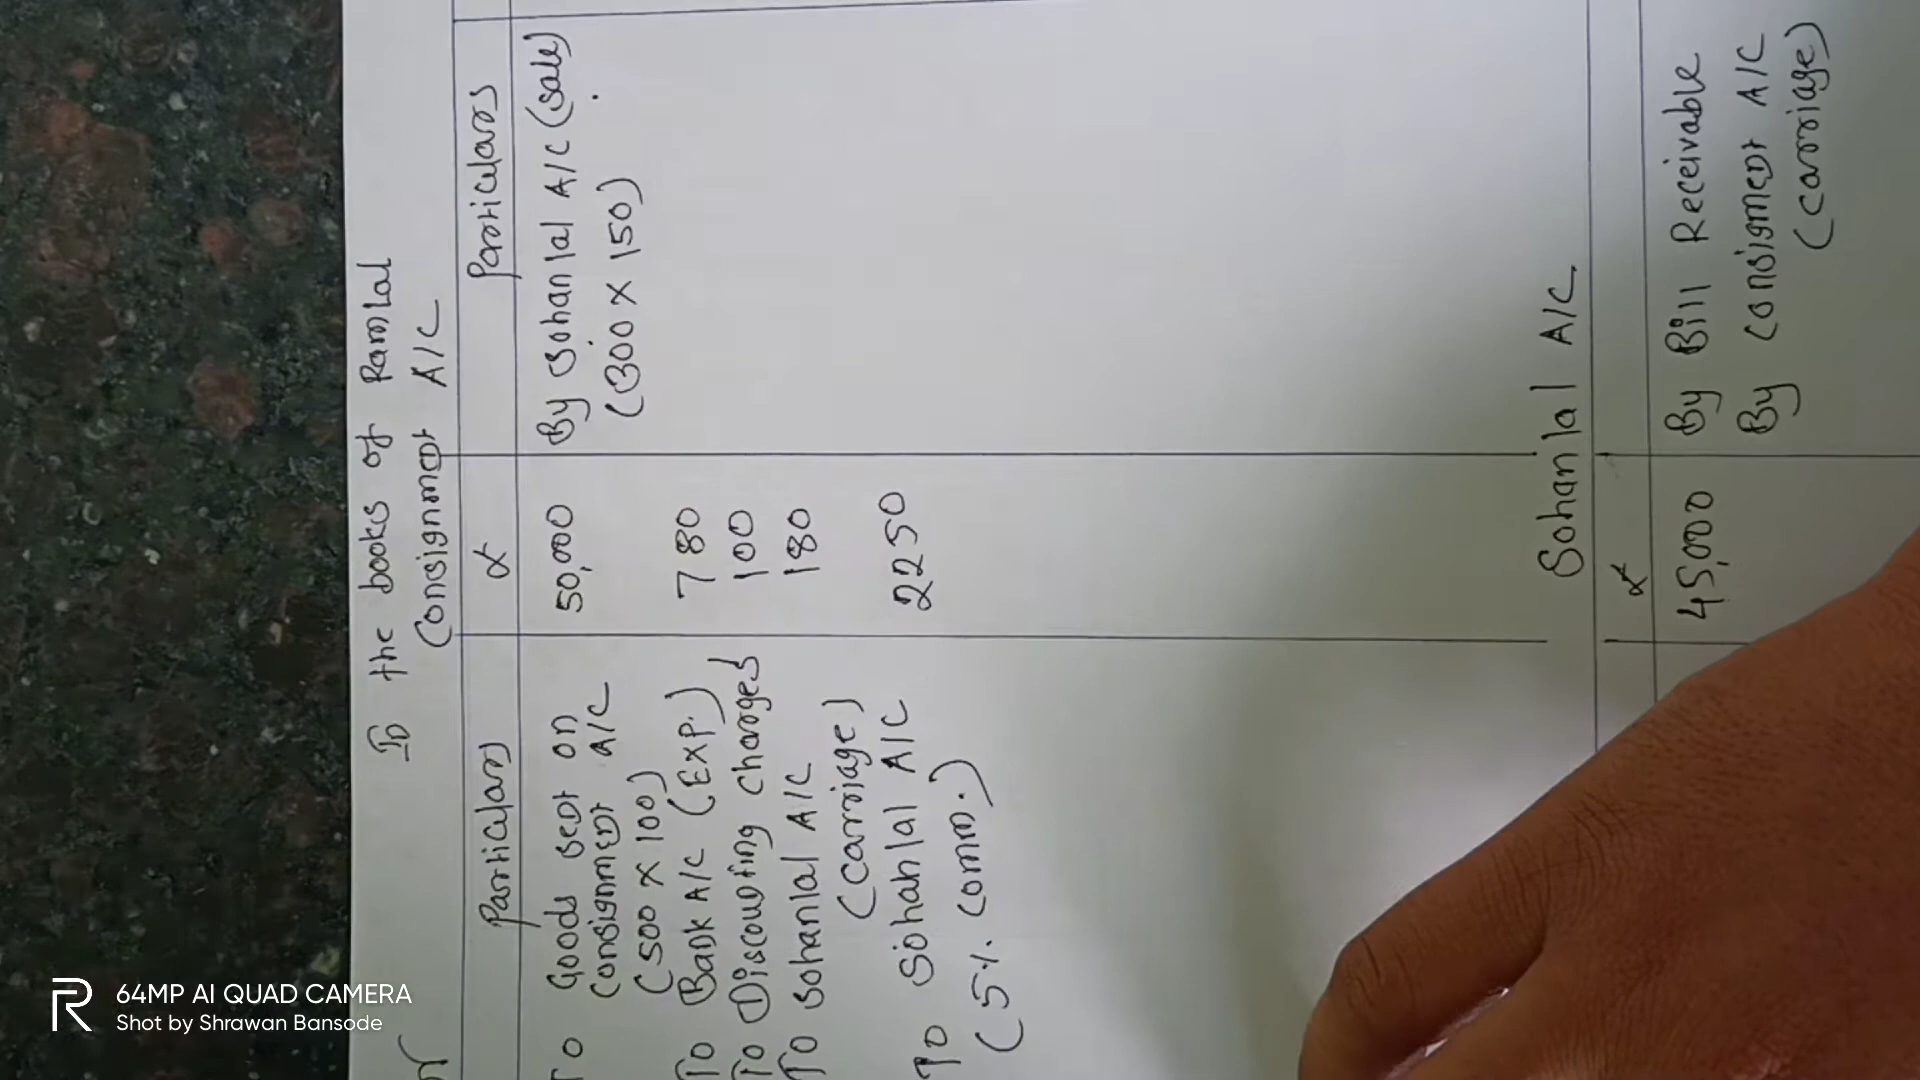 In the books of Ramlal
Consignment A/C
Particulars ₹ Particulars
To Goods sent on
Consignment A/C
(500 x 100) 50,000
To Bank A/C (Exp.) 780
To Discounting charges 100
To Sohanlal A/C 180
(Carriage)
To Sohanlal A/C 2250
(5% comm.)
By Sohanlal A/C (sale)
(300 x 150)
Sohanlal A/C
₹
45,000 By Bill Receivable
By Consignment A/C
(carriage)
64MP AI QUAD CAMERA
Shot by Shrawan Bansode